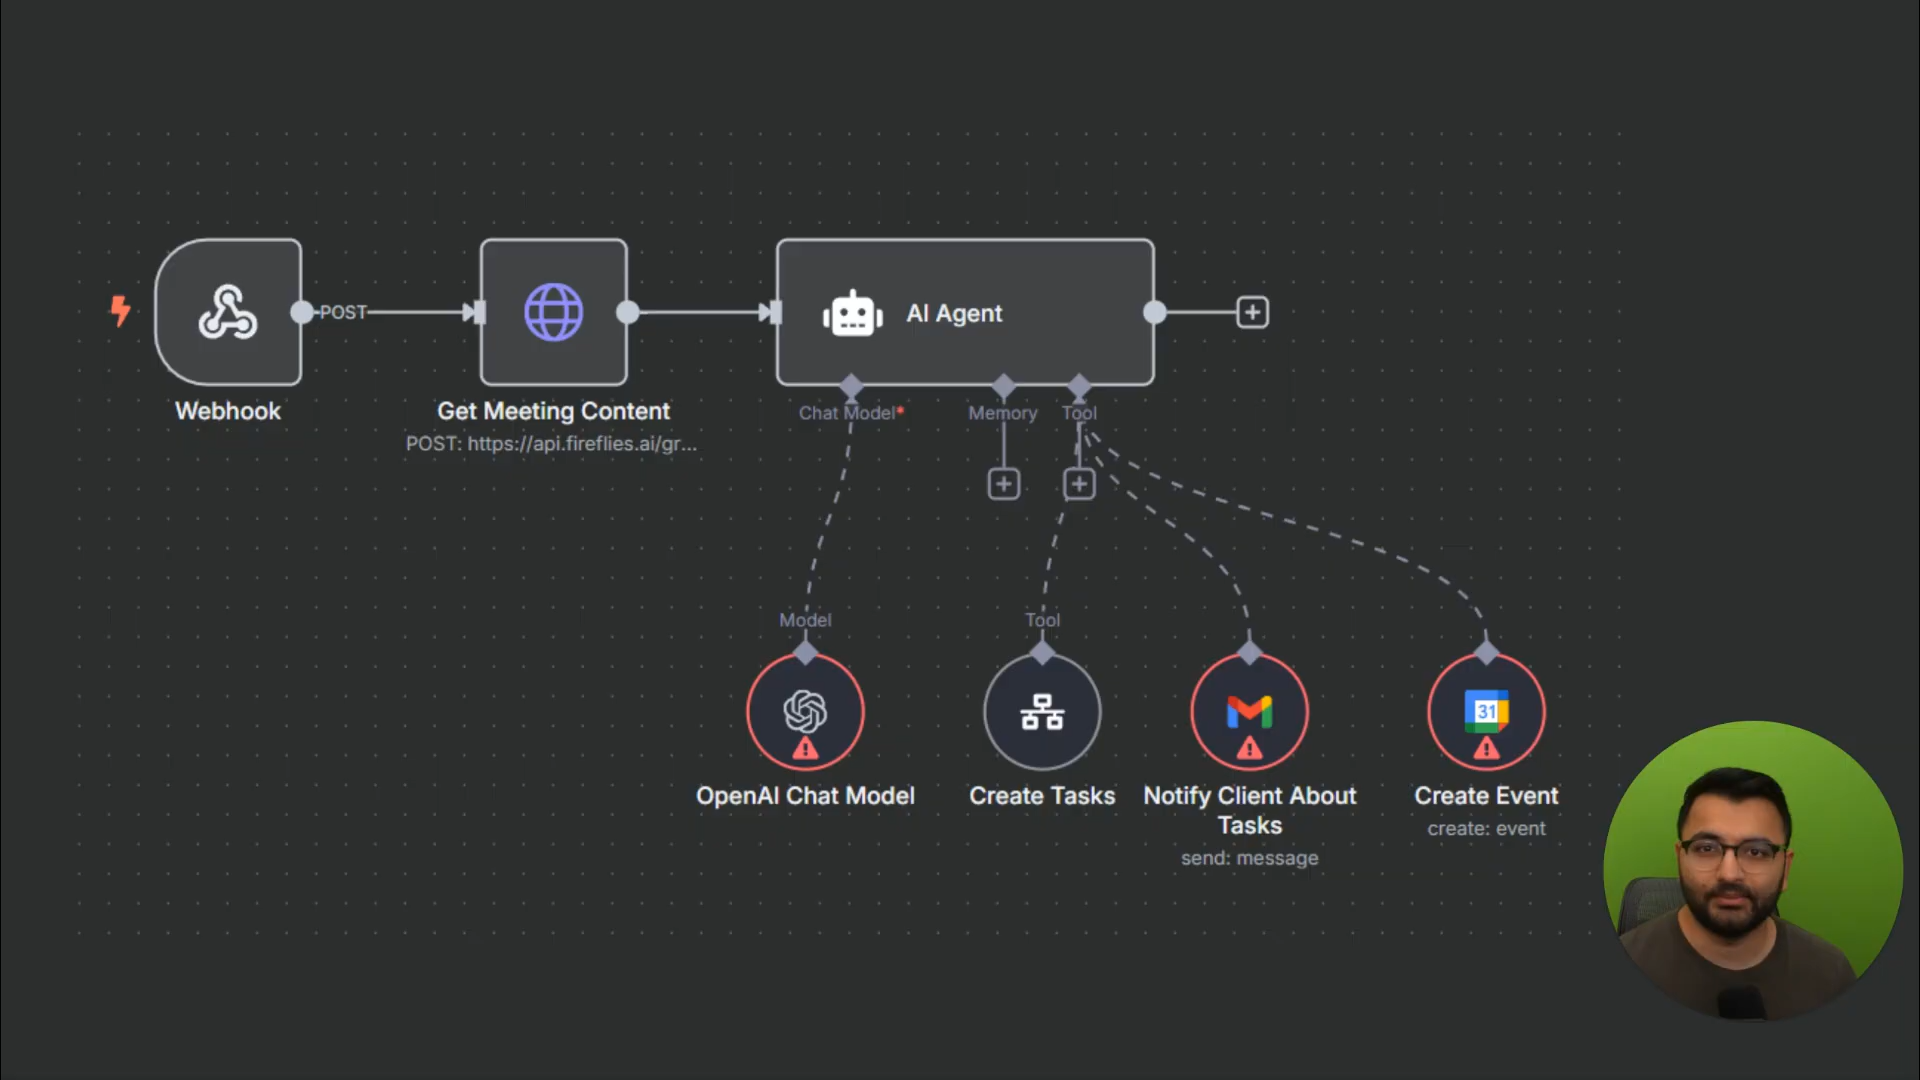 POST
AI Agent
Webhook
Get Meeting Content
POST: https://api.fireflies.ai/gr...
Chat Model*
Memory
Tool
Model
Tool
31
OpenAI Chat Model
Create Tasks
Notify Client About
Tasks
send: message
Create Event
create: event